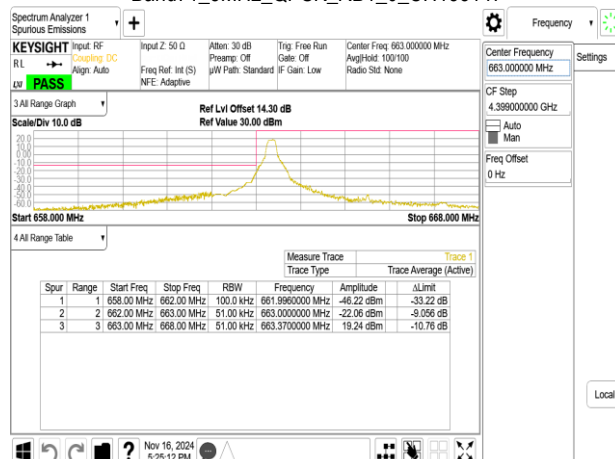 Spectrum Analyzer 1
Spurious Emissions
Frequency
KEYSIGHT
RL
PASS
Input: RF
Coupling: DC
Align: Auto
Input Z: 50 Ω
Freq Ref: Int (S)
NFE: Adaptive
Atten: 30 dB
Preamp: Off
µW Path: Standard
Trig: Free Run
Gate: Off
IF Gain: Low
Center Freq: 663.000000 MHz
Avg|Hold: 100/100
Radio Std: None
Center Frequency
663.000000 MHz
Settings
CF Step
4.399000000 GHz
Auto
Man
Freq Offset
0 Hz
3 All Range Graph
Scale/Div 10.0 dB
Ref Lvl Offset 14.30 dB
Ref Value 30.00 dBm
20.0
10.0
0.00
-10.0
-20.0
-30.0
-40.0
-50.0
-60.0
Start 658.000 MHz
Stop 668.000 MHz
4 All Range Table
Measure Trace Trace 1
Trace Type Trace Average (Active)
Spur Range Start Freq Stop Freq RBW Frequency Amplitude ΔLimit
1 1 658.00 MHz 662.00 MHz 100.0 kHz 661.9960000 MHz -46.22 dBm -33.22 dB
2 2 662.00 MHz 663.00 MHz 51.00 kHz 663.0000000 MHz -22.06 dBm -9.056 dB
3 3 663.00 MHz 668.00 MHz 51.00 kHz 663.3700000 MHz 19.24 dBm -10.76 dB
Local
Nov 16, 2024
5:25:12 PM